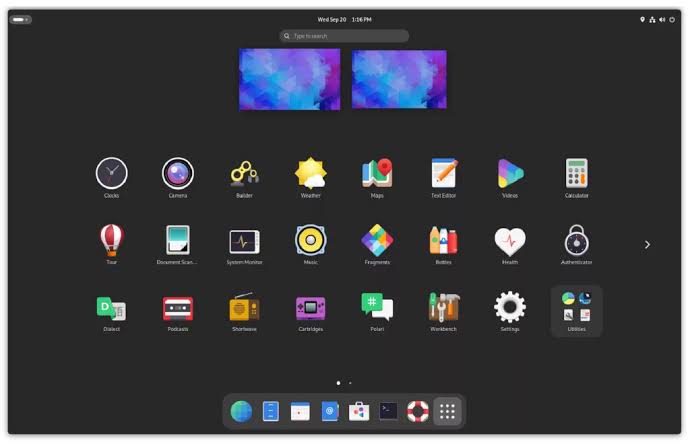 Wed Sep 20 1:16 PM
Type to search
Clocks
Camera
Builder
Weather
Maps
Text Editor
Videos
Calculator
Tour
Document Scan...
System Monitor
Music
Fragments
Bottles
Health
Authenticator
Dialect
Podcasts
Shortwave
Cartridges
Polari
Workbench
Settings
Utilities